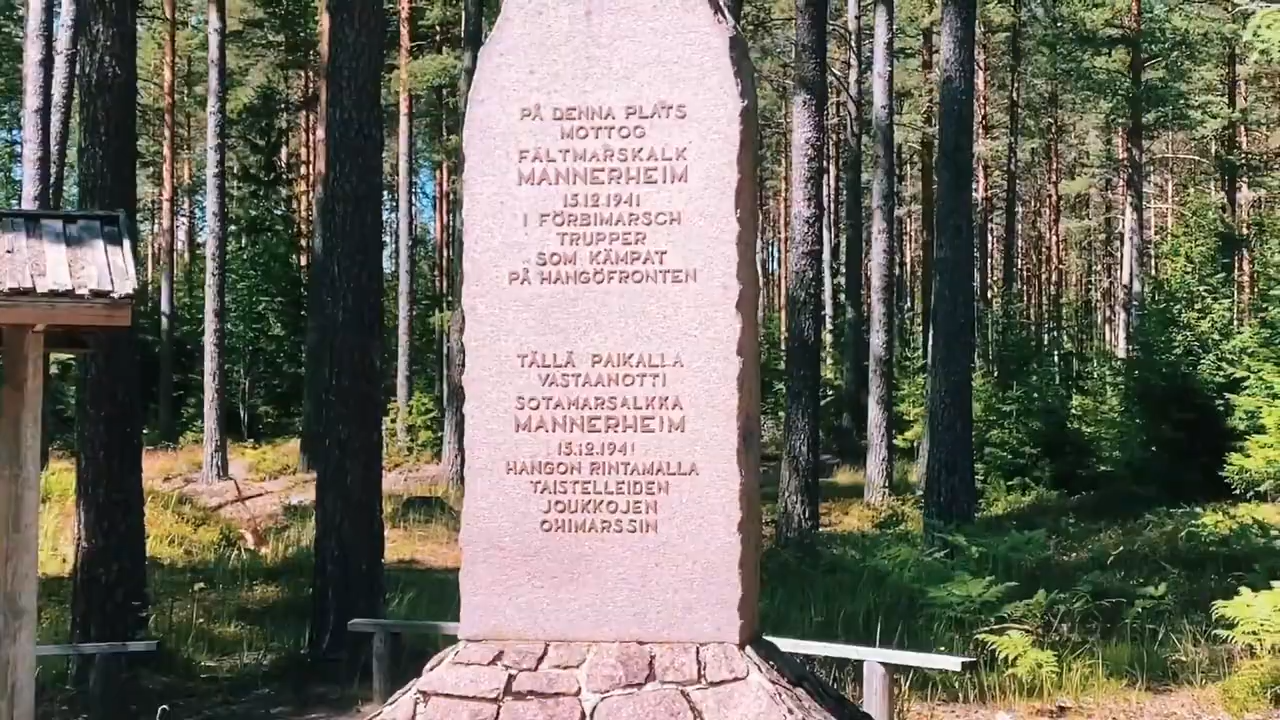 PÅ DENNA PLATS
MOTTOG
FÄLTMARSKALK
MANNERHEIM
15.12.1941
I FÖRBIMARSCH
TRUPPER
SOM KÄMPAT
PÅ HANGÖFRONTEN
TÄLLÄ PAIKALLA
VASTAANOTTI
SOTAMARSALKKA
MANNERHEIM
15.12.1941
HANGON RINTAMALLA
TAISTELLEIDEN
JOUKKOJEN
OHIMARSSIN